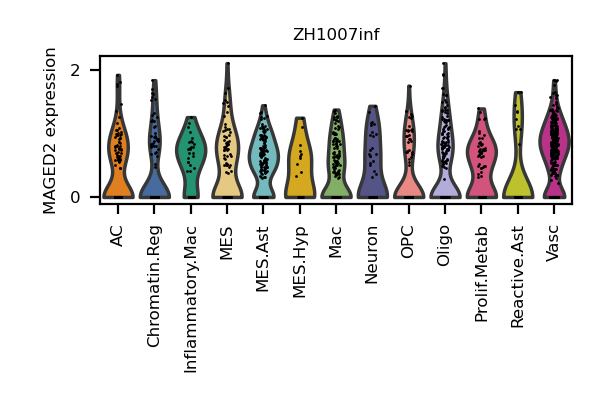 ZH1007inf
MAGED2 expression
2
0
AC
Chromatin.Reg
Inflammatory.Mac
MES
MES.Ast
MES.Hyp
Mac
Neuron
OPC
Oligo
Prolif.Metab
Reactive.Ast
Vasc